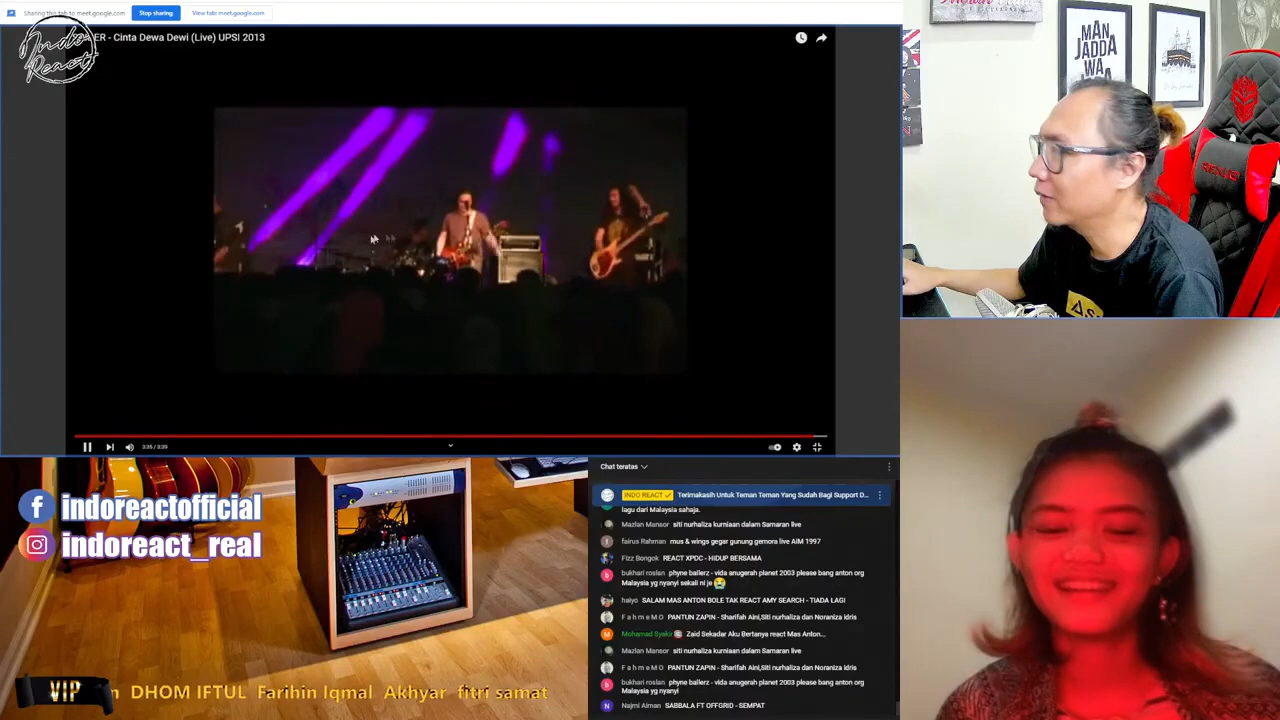 Sharing this tab to meet.google.com
Stop sharing
View tab: meet.google.com
Indo
React
ER - Cinta Dewa Dewi (Live) UPSI 2013
MAN
JADDA
WA
REXUS
3:35 / 3:39
indoreactofficial
indoreact_real
VIP
DHOM IFTUL Farihin Iqmal Akhyar fitri samat
Chat teratas
INDO REACT Terimakasih Untuk Teman Teman Yang Sudah Bagi Support D...
lagu dari Malaysia sahaja.
Mazlan Mansor siti nurhaliza kurniaan dalam Samaran live
fairus Rahman mus & wings gegar gunung gemora live AIM 1997
Fizz Bongok REACT XPDC - HIDUP BERSAMA
bukhari roslan phyne ballerz - vida anugerah planet 2003 please bang anton org
Malaysia yg nyanyi sekali ni je 😭
haiyo SALAM MAS ANTON BOLE TAK REACT AMY SEARCH - TIADA LAGI
F a h m e M O PANTUN ZAPIN - Sharifah Aini,Siti nurhaliza dan Noraniza idris
Mohamad Syakir Zaid Sekadar Aku Bertanya react Mas Anton...
Mazlan Mansor siti nurhaliza kurniaan dalam Samaran live
F a h m e M O PANTUN ZAPIN - Sharifah Aini,Siti nurhaliza dan Noraniza idris
bukhari roslan phyne ballerz - vida anugerah planet 2003 please bang anton org
Malaysia yg nyanyi
Najmi Aiman SABBALA FT OFFGRID - SEMPAT